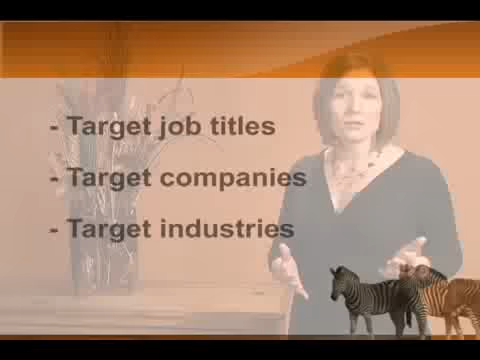 - Target job titles
- Target companies
- Target industries